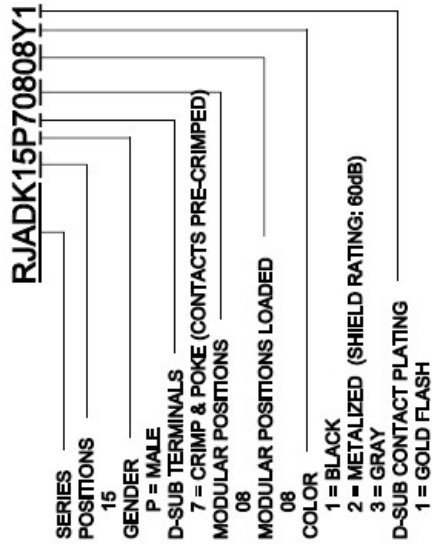 RJADK15P70808Y1
SERIES
POSITIONS
15
GENDER
P = MALE
D-SUB TERMINALS
7 = CRIMP & POKE (CONTACTS PRE-CRIMPED)
MODULAR POSITIONS
08
MODULAR POSITIONS LOADED
08
COLOR
1 = BLACK
2 = METALIZED (SHIELD RATING: 60dB)
3 = GRAY
D-SUB CONTACT PLATING
1 = GOLD FLASH